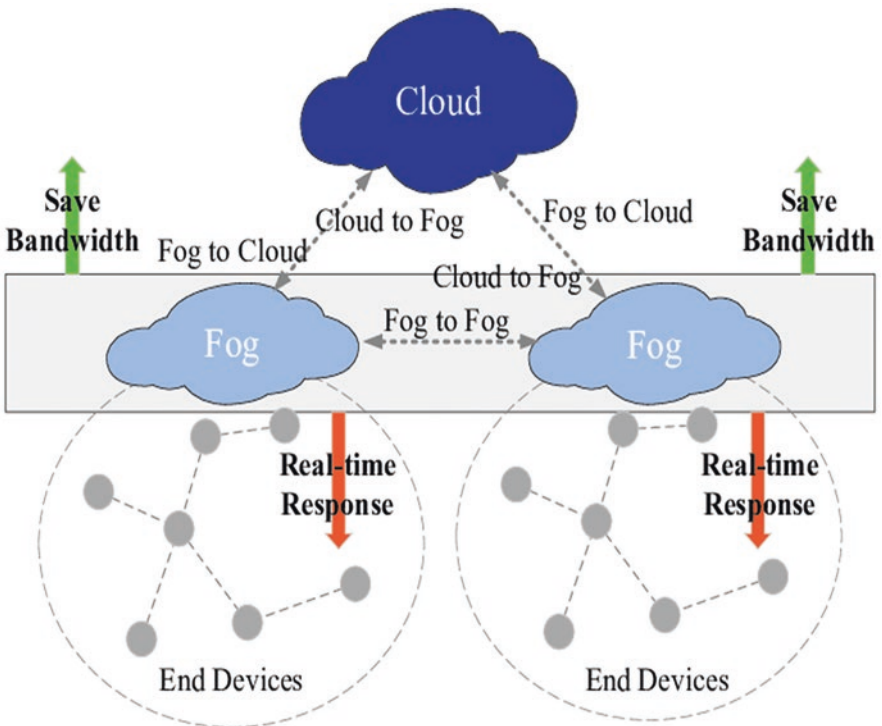 Cloud
Save
Bandwidth
Cloud to Fog
Fog to Cloud
Fog to Cloud
Cloud to Fog
Save
Bandwidth
Fog
Fog to Fog
Fog
Real-time
Response
Real-time
Response
End Devices
End Devices